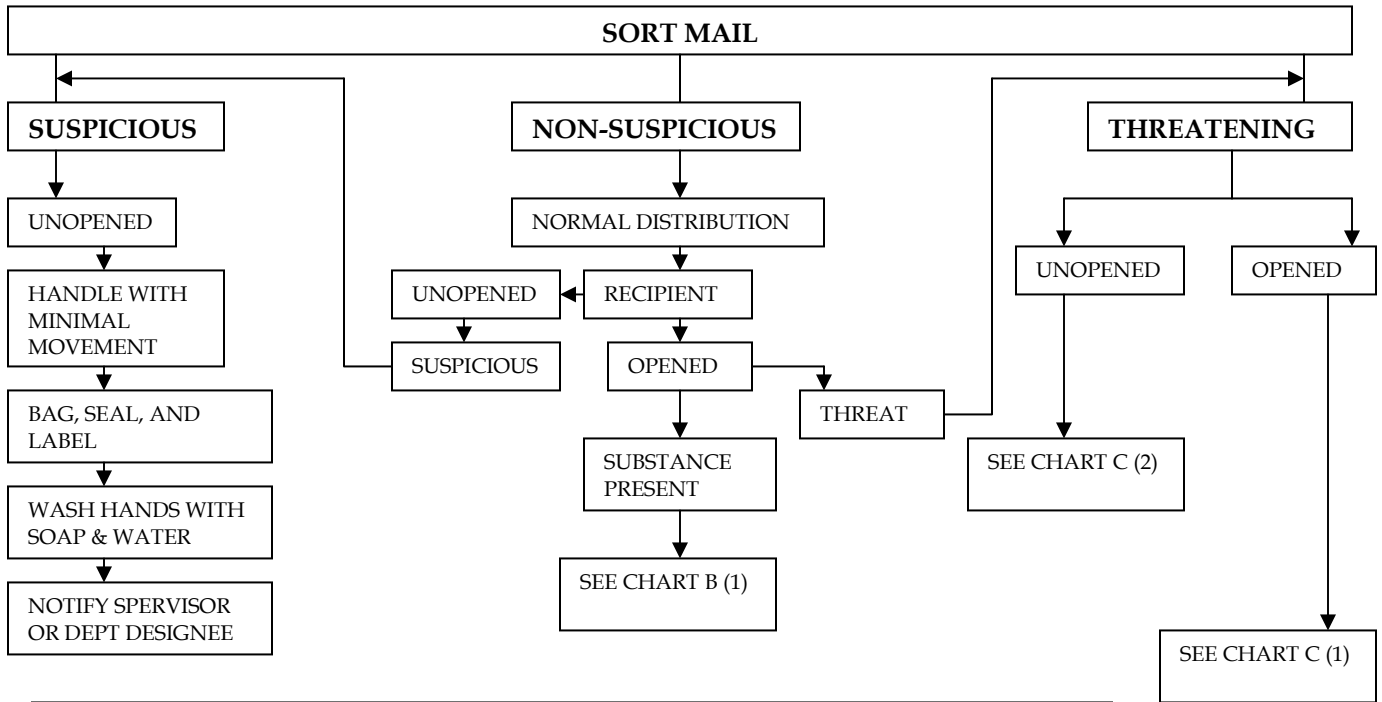 SORT MAIL
SUSPICIOUS
NON-SUSPICIOUS
THREATENING
UNOPENED
HANDLE WITH
MINIMAL
MOVEMENT
BAG, SEAL, AND
LABEL
WASH HANDS WITH
SOAP & WATER
NOTIFY SPERVISOR
OR DEPT DESIGNEE
NORMAL DISTRIBUTION
RECIPIENT
UNOPENED
SUSPICIOUS
OPENED
THREAT
SUBSTANCE
PRESENT
SEE CHART B (1)
UNOPENED
SEE CHART C (2)
OPENED
SEE CHART C (1)